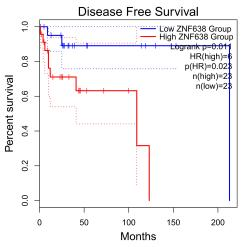 Disease Free Survival
Low ZNF638 Group
High ZNF638 Group
Logrank p=0.011
HR(high)=6
p(HR)=0.023
n(high)=23
n(low)=23
Percent survival
1.0
0.8
0.6
0.4
0.2
0.0
0
50
100
150
200
Months